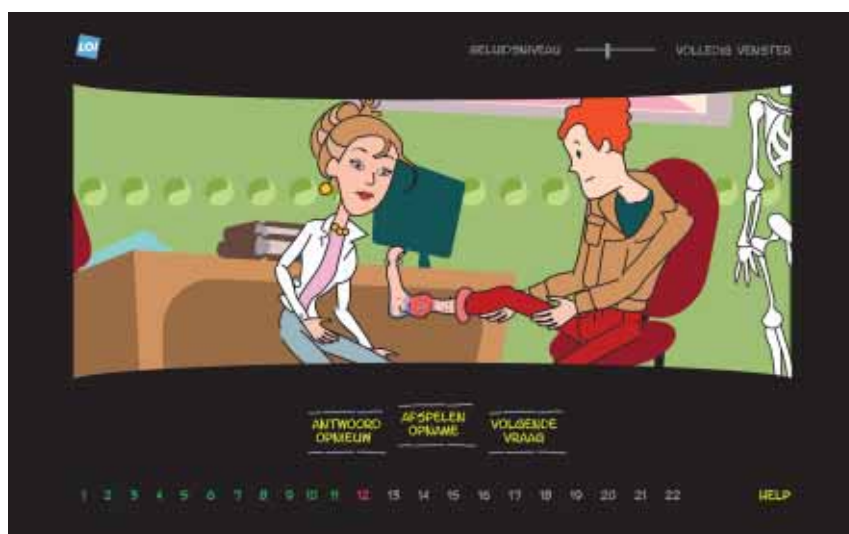 LOI
GELUIDSNIVEAU VOLLEDIG VENSTER
ANTWOORD
OPNIEUW
AFSPELEN
OPNAME
VOLGENDE
VRAAG
1 2 3 4 5 6 7 8 9 10 11 12 13 14 15 16 17 18 19 20 21 22 HELP